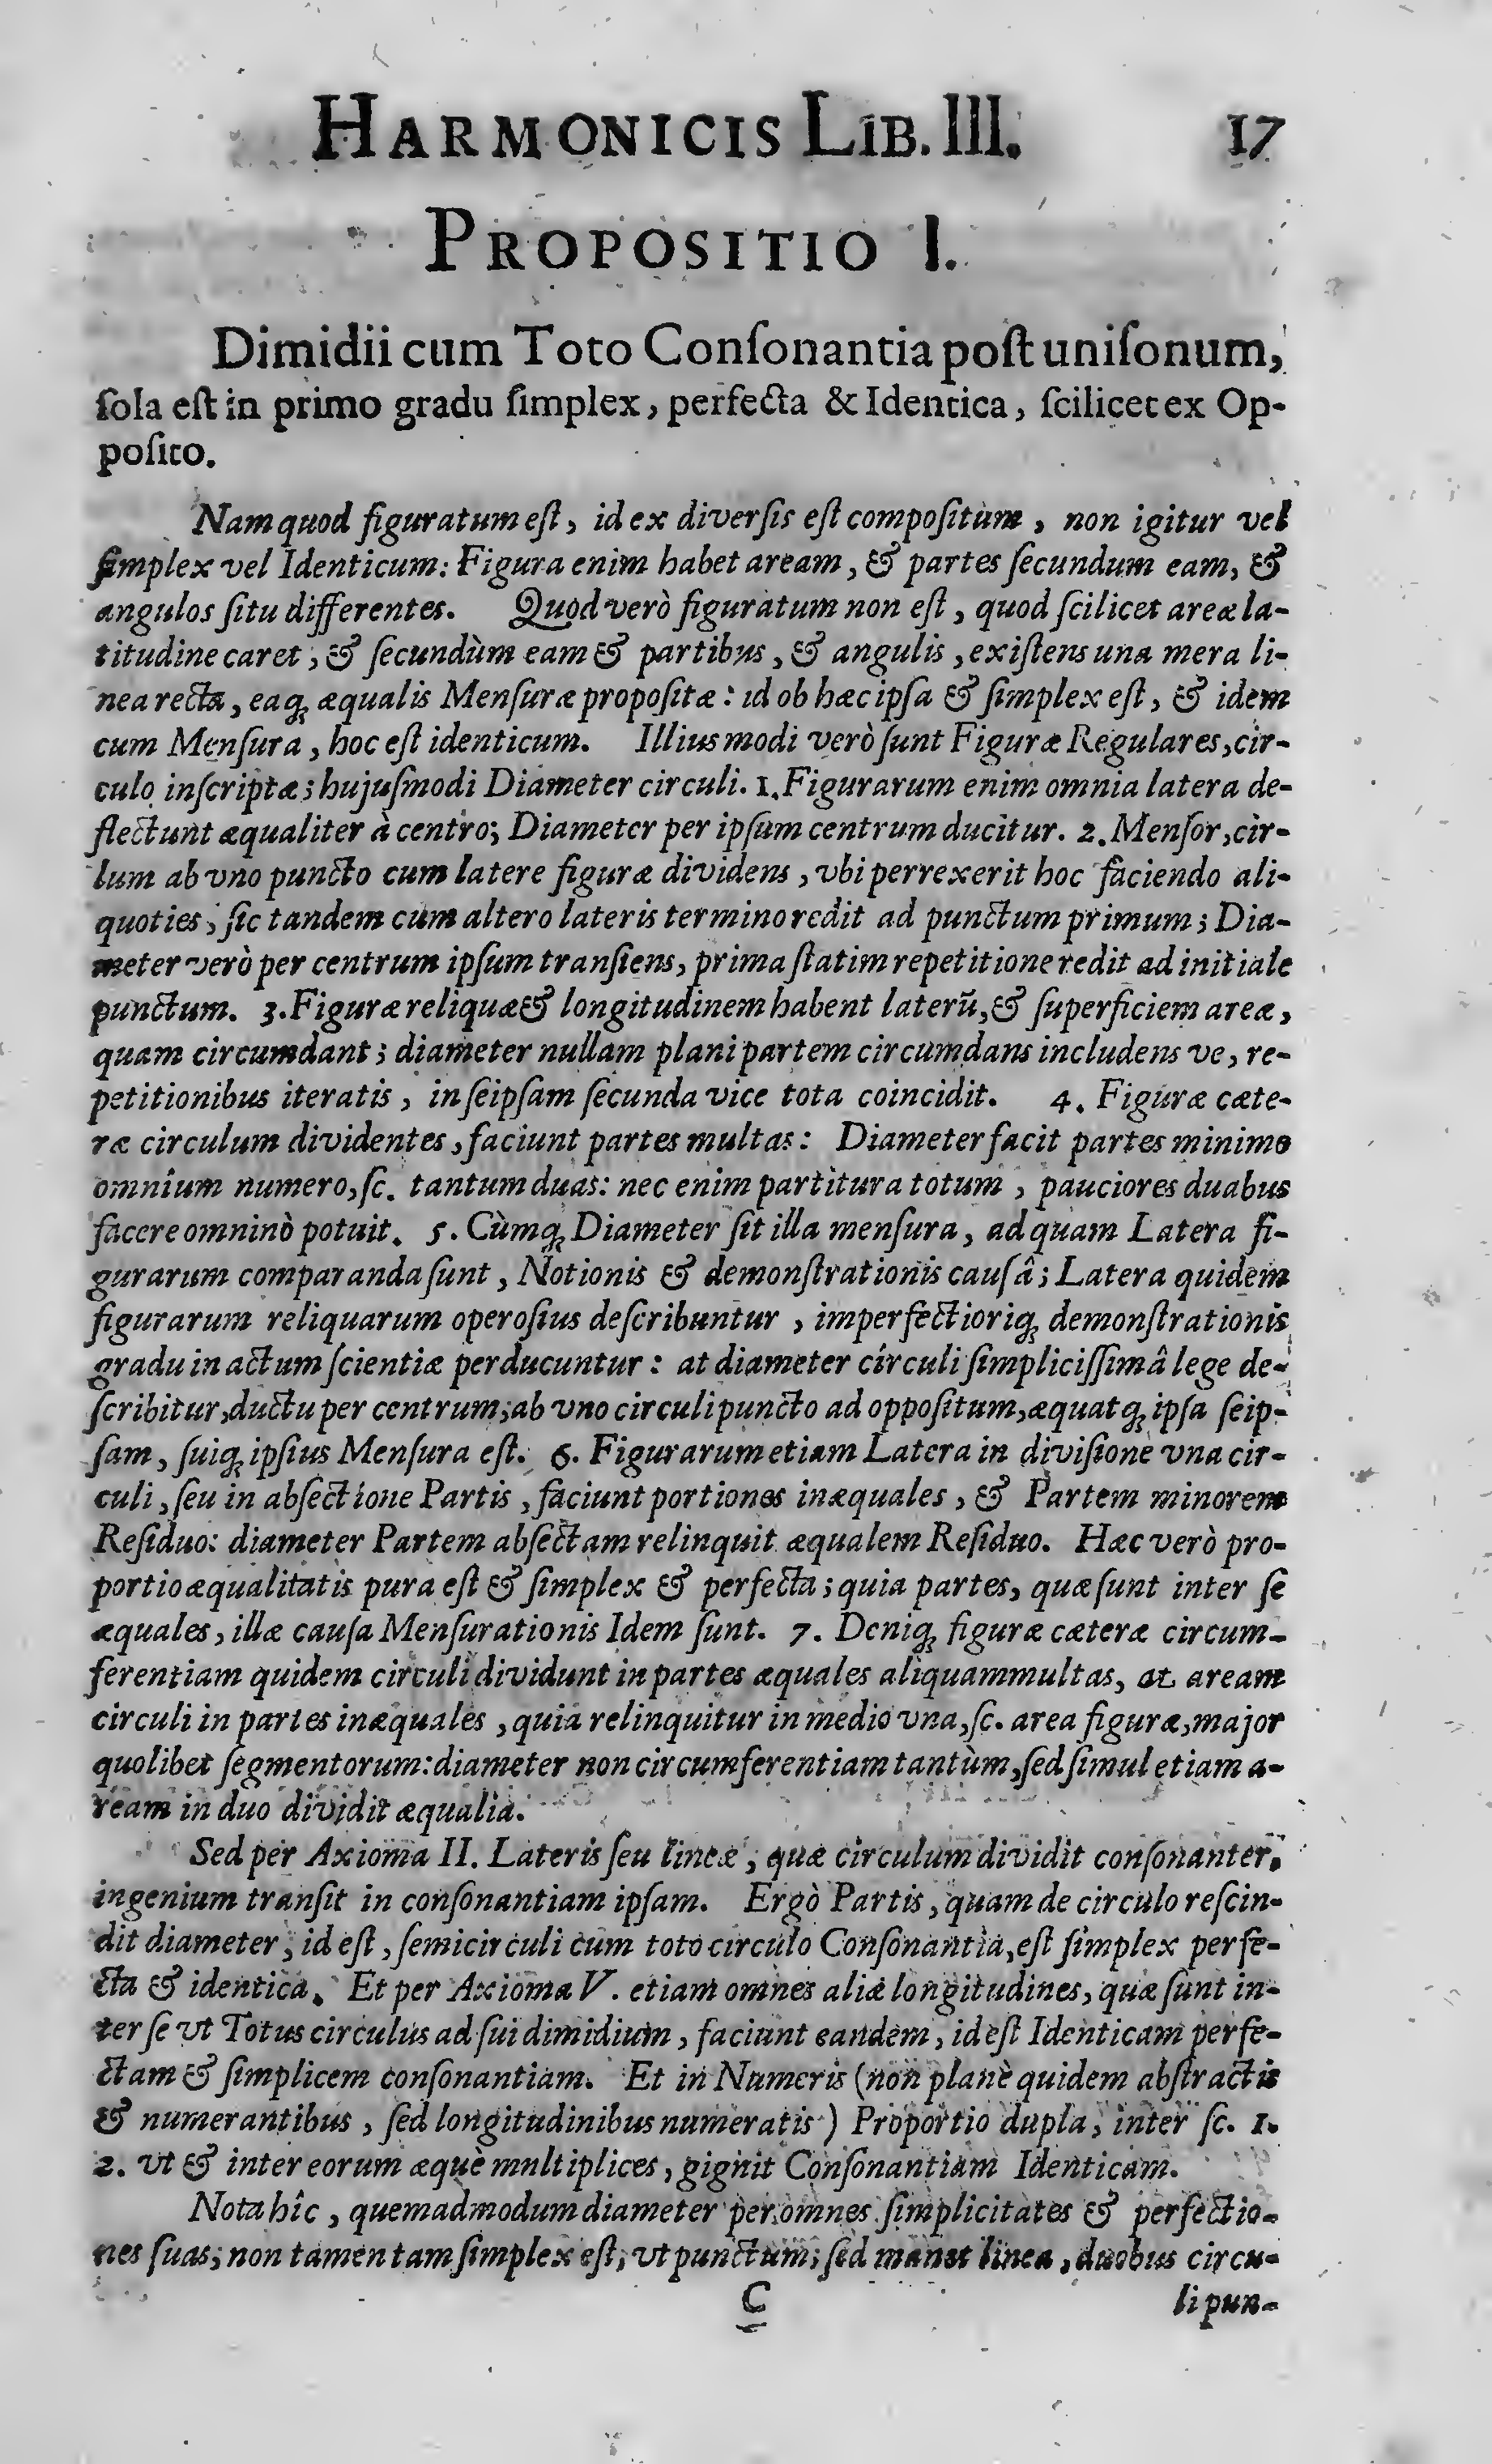 HARMONICIS LIB. III. 17
PROPOSITIO I.
Dimidii cum Toto Conſonantia poſt uniſonum,
ſola eſt in primo gradu ſimplex, perfecta & Identica, ſcilicet ex Op-
poſito.
Nam quod figuratum eſt, id ex diverſis eſt compoſitum, non igitur vel
ſimplex vel Identicum: Figura enim habet aream, & partes ſecundum eam, &
angulos ſitu differentes. Quod verò figuratum non eſt, quod ſcilicet areæ la-
titudine caret, & ſecundùm eam & partibus, & angulis, exiſtens una mera li-
nea recta, eaq; æqualis Menſuræ propoſitæ: id ob hæc ipſa & ſimplex eſt, & idem
cum Menſura, hoc eſt identicum. Illius modi verò ſunt Figuræ Regulares, cir-
culo inſcriptæ; hujuſmodi Diameter circuli. 1. Figurarum enim omnia latera de-
flectunt æqualiter à centro; Diameter per ipſum centrum ducitur. 2. Menſor, cir-
lum ab vno puncto cum latere figuræ dividens, vbi perrexerit hoc faciendo ali-
quoties, ſic tandem cum altero lateris termino redit ad punctum primum; Dia-
meter verò per centrum ipſum tranſiens, prima ſtatim repetitione redit ad initiale
punctum. 3. Figuræ reliquæ & longitudinem habent laterũ, & ſuperficiem areæ,
quam circumdant; diameter nullam plani partem circumdans includens ve, re-
petitionibus iteratis, in ſeipſam ſecunda vice tota coincidit. 4. Figuræ cæte-
ræ circulum dividentes, faciunt partes multas: Diameter facit partes minimo
omnium numero, ſc. tantum duas: nec enim partitura totum, pauciores duabus
facere omninò potuit. 5. Cùmq; Diameter ſit illa menſura, ad quam Latera fi-
gurarum comparanda ſunt, Notionis & demonſtrationis cauſâ; Latera quidem
figurarum reliquarum operoſius deſcribuntur, imperfectioriq; demonſtrationis
gradu in actum ſcientiæ perducuntur: at diameter circuli ſimpliciſſimâ lege de-
ſcribitur, ductu per centrum; ab vno circuli puncto ad oppoſitum, æquatq; ipſa ſeip-
ſam, ſuiq; ipſius Menſura eſt. 6. Figurarum etiam Latera in diviſione vna cir-
culi, ſeu in abſectione Partis, faciunt portiones inæquales, & Partem minorem
Reſiduo: diameter Partem abſectam relinquit æqualem Reſiduo. Hæc verò pro-
portio æqualitatis pura eſt & ſimplex & perfecta; quia partes, quæ ſunt inter ſe
æquales, illæ cauſa Menſurationis Idem ſunt. 7. Deniq; figuræ cæteræ circum-
ferentiam quidem circuli dividunt in partes æquales aliquammultas, at aream
circuli in partes inæquales, quia relinquitur in medio vna, ſc. area figuræ, major
quolibet ſegmentorum: diameter non circumferentiam tantùm, ſed ſimul etiam a-
ream in duo dividit æqualia.
Sed per Axioma II. Lateris ſeu lineæ, quæ circulum dividit conſonanter,
ingenium tranſit in conſonantiam ipſam. Ergò Partis, quam de circulo reſcin-
dit diameter, id eſt, ſemicirculi cum toto circulo Conſonantia, eſt ſimplex perfe-
cta & identica. Et per Axioma V. etiam omnes aliæ longitudines, quæ ſunt in-
ter ſe vt Totus circulus ad ſui dimidium, faciunt eandem, id eſt Identicam perfe-
ctam & ſimplicem conſonantiam. Et in Numeris (non planè quidem abſtractis
& numerantibus, ſed longitudinibus numeratis) Proportio dupla, inter ſc. 1.
2. vt & inter eorum æquè mnltiplices, gignit Conſonantiam Identicam.
Nota hîc, quemadmodum diameter per omnes ſimplicitates & perfectio-
nes ſuas; non tamen tam ſimplex eſt, vt punctum; ſed manet linea, duobus circu-
C li pun-